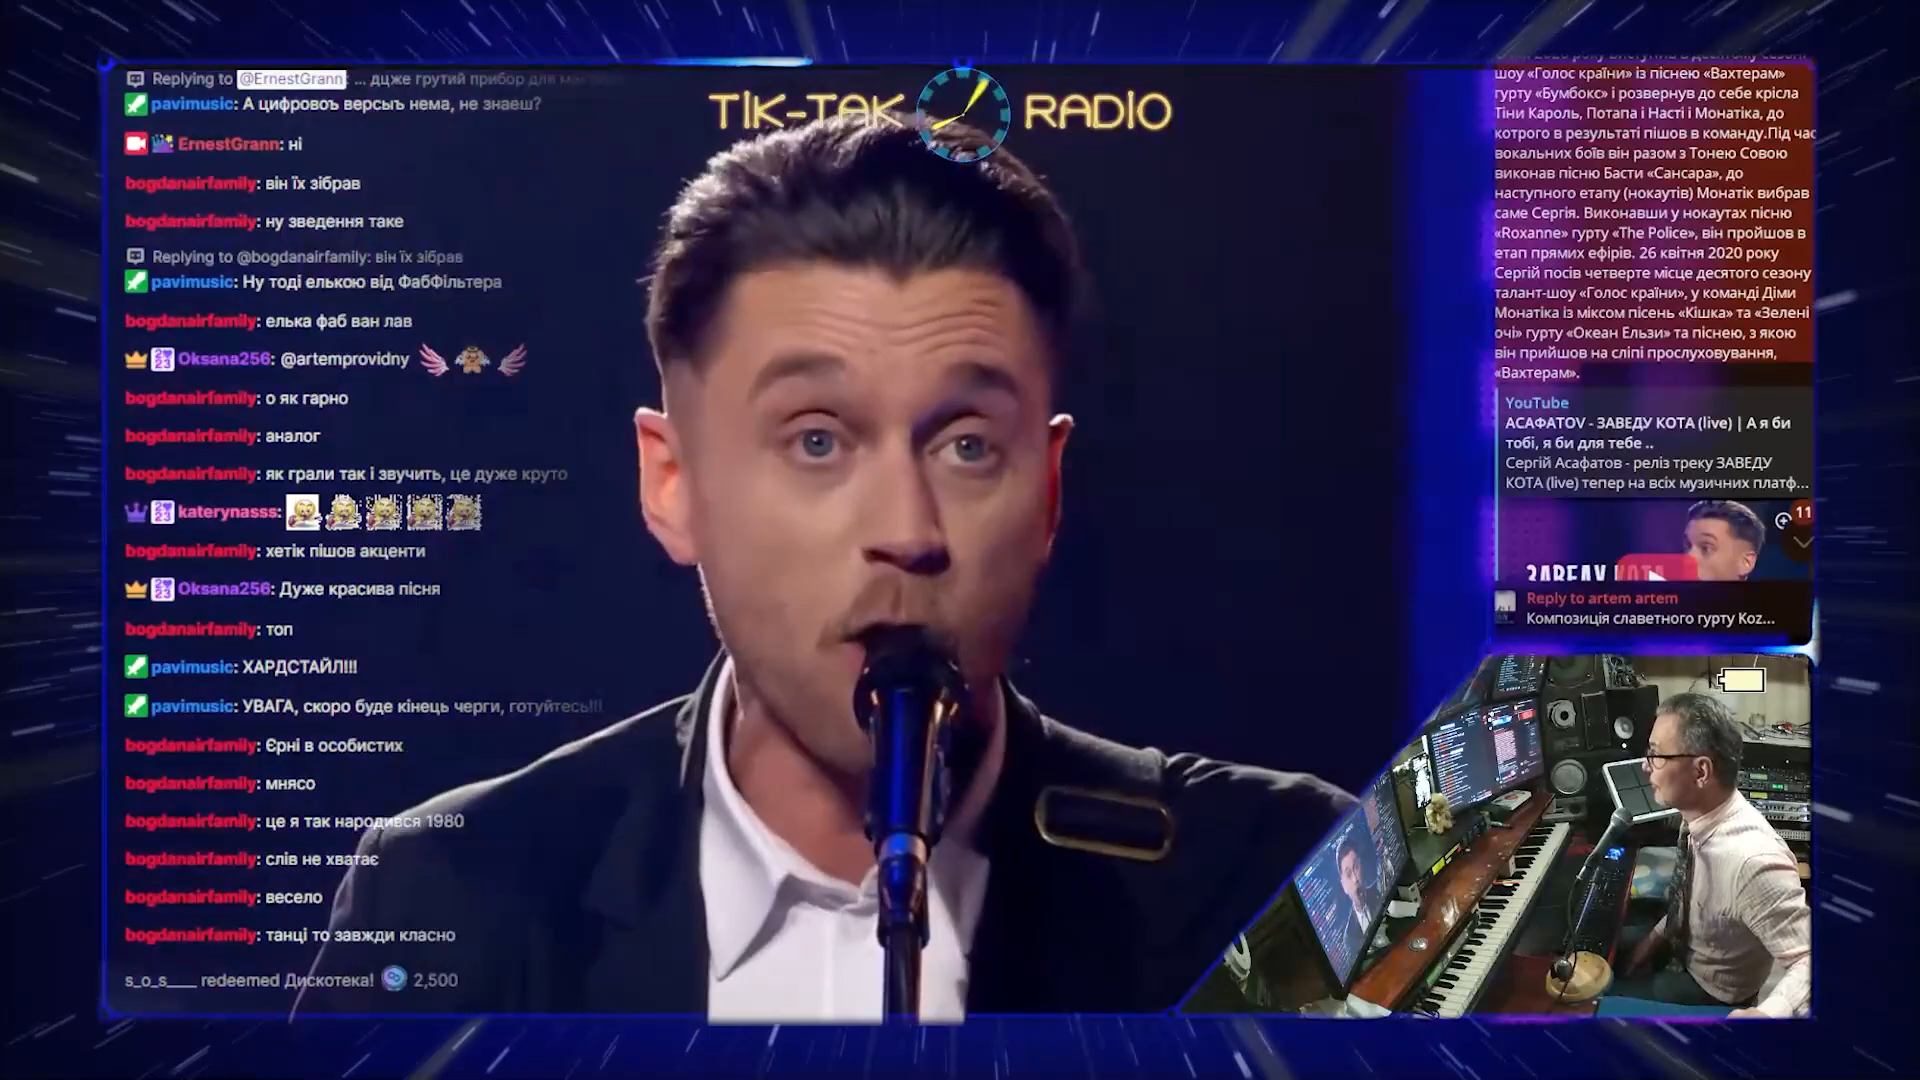 Replying to @ErnestGrann: ... дцже грутий прибор для
pavimusic: А цифровоъ версыъ нема, не знаеш?
ErnestGrann: ні
bogdanairfamily: він їх зібрав
bogdanairfamily: ну зведення таке
Replying to @bogdanairfamily: він їх зібрав
pavimusic: Ну тоді елькою від ФабФільтера
bogdanairfamily: елька фаб ван лав
Oksana256: @artemprovidny
bogdanairfamily: о як гарно
bogdanairfamily: аналог
bogdanairfamily: як грали так і звучить, це дуже круто
katerynasss:
bogdanairfamily: хетік пішов акценти
Oksana256: Дуже красива пісня
bogdanairfamily: топ
pavimusic: ХАРДСТАЙЛ!!!
pavimusic: УВАГА, скоро буде кінець черги, готуйтесь!!!
bogdanairfamily: Єрні в особистих
bogdanairfamily: мнясо
bogdanairfamily: це я так народився 1980
bogdanairfamily: слів не хватає
bogdanairfamily: весело
bogdanairfamily: танці то завжди класно
s_o_s____ redeemed Дискотека! 2,500
TIK-TAK RADIO
шоу «Голос країни» із піснею «Вахтерам»
гурту «Бумбокс» і розвернув до себе крісла
Тіни Кароль, Потапа і Насті і Монатіка, до
котрого в результаті пішов в команду.Під час
вокальних боїв він разом з Тонею Совою
виконав пісню Басти «Сансара», до
наступного етапу (нокаутів) Монатік вибрав
саме Сергія. Виконавши у нокаутах пісню
«Roxanne» гурту «The Police», він пройшов в
етап прямих ефірів. 26 квітня 2020 року
Сергій посів четверте місце десятого сезону
талант-шоу «Голос країни», у команді Діми
Монатіка із міксом пісень «Кішка» та «Зелені
очі» гурту «Океан Ельзи» та піснею, з якою
він прийшов на сліпі прослуховування,
«Вахтерам».
YouTube
АСАФАТОV - ЗАВЕДУ КОТА (live) | А я би
тобі, я би для тебе ..
Сергій Асафатов - реліз треку ЗАВЕДУ
КОТА (live) тепер на всіх музичних платф...
11
ЗАВЕДУ КОТА
Reply to artem artem
Композиція славетного гурту Koz...